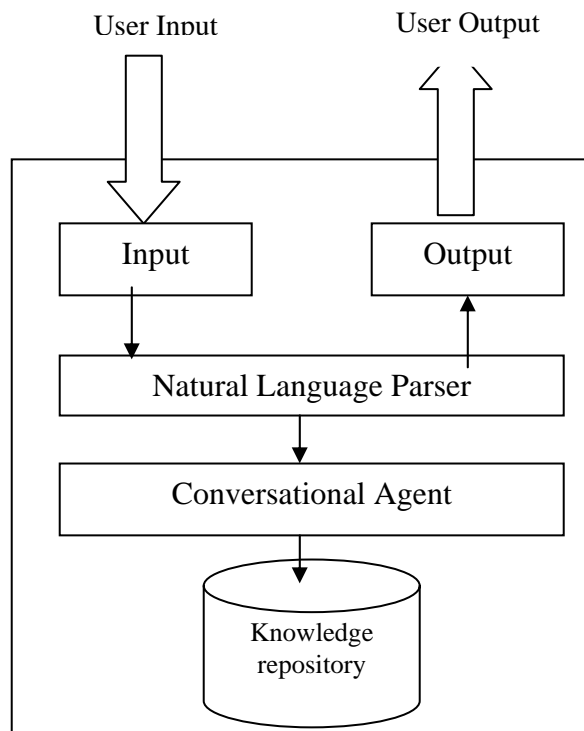 User Input
User Output
Input
Output
Natural Language Parser
Conversational Agent
Knowledge
repository